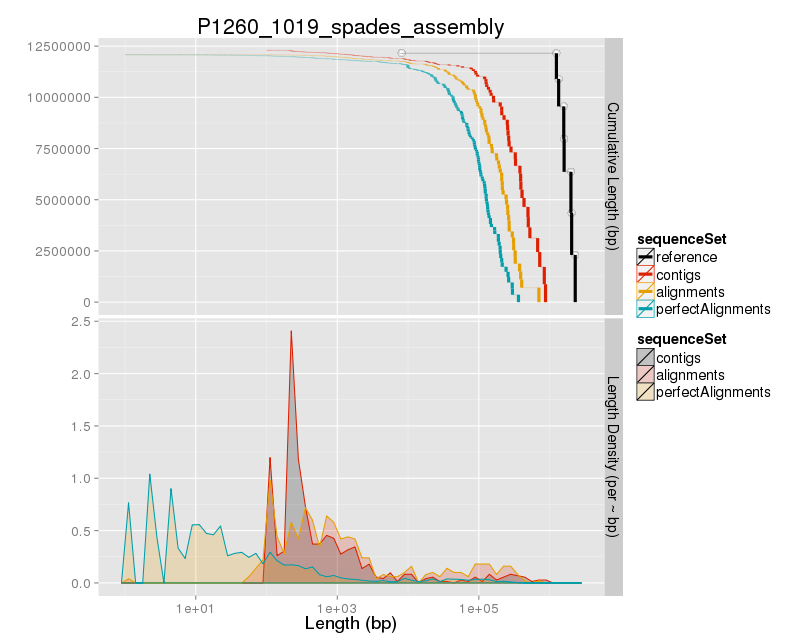 P1260_1019_spades_assembly
12500000
10000000
7500000
5000000
2500000
0
Cumulative Length (bp)
2.5
2.0
1.5
1.0
0.5
0.0
Length Density (per ~ bp)
1e+01
1e+03
1e+05
Length (bp)
sequenceSet
reference
contigs
alignments
perfectAlignments
sequenceSet
contigs
alignments
perfectAlignments